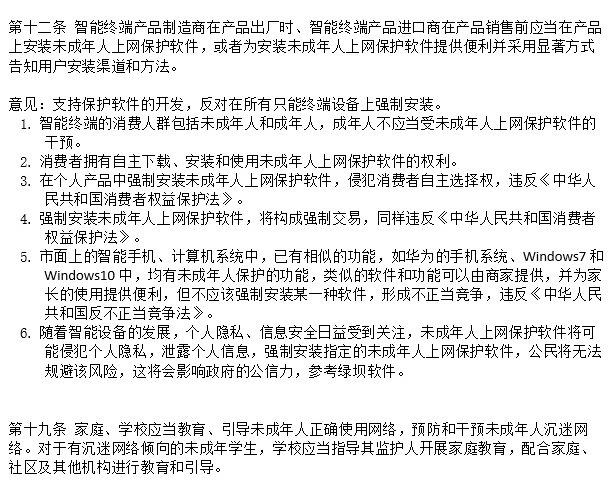 第十二条 智能终端产品制造商在产品出厂时、智能终端产品进口商在产品销售前应当在产品
上安装未成年人上网保护软件，或者为安装未成年人上网保护软件提供便利并采用显著方式
告知用户安装渠道和方法。
意见：支持保护软件的开发，反对在所有只能终端设备上强制安装。
1. 智能终端的消费人群包括未成年人和成年人，成年人不应当受未成年人上网保护软件的
干预。
2. 消费者拥有自主下载、安装和使用未成年人上网保护软件的权利。
3. 在个人产品中强制安装未成年人上网保护软件，侵犯消费者自主选择权，违反《中华人
民共和国消费者权益保护法》。
4. 强制安装未成年人上网保护软件，将构成强制交易，同样违反《中华人民共和国消费者
权益保护法》。
5. 市面上的智能手机、计算机系统中，已有相似的功能，如华为的手机系统、Windows7 和
Windows10 中，均有未成年人保护的功能，类似的软件和功能可以由商家提供，并为家
长的使用提供便利，但不应该强制安装某一种软件，形成不正当竞争，违反《中华人民
共和国反不正当竞争法》。
6. 随着智能设备的发展，个人隐私、信息安全日益受到关注，未成年人上网保护软件将可
能侵犯个人隐私，泄露个人信息，强制安装指定的未成年人上网保护软件，公民将无法
规避该风险，这将会影响政府的公信力，参考绿坝软件。
第十九条 家庭、学校应当教育、引导未成年人正确使用网络，预防和干预未成年人沉迷网
络。对于有沉迷网络倾向的未成年学生，学校应当指导其监护人开展家庭教育，配合家庭、
社区及其他机构进行教育和引导。